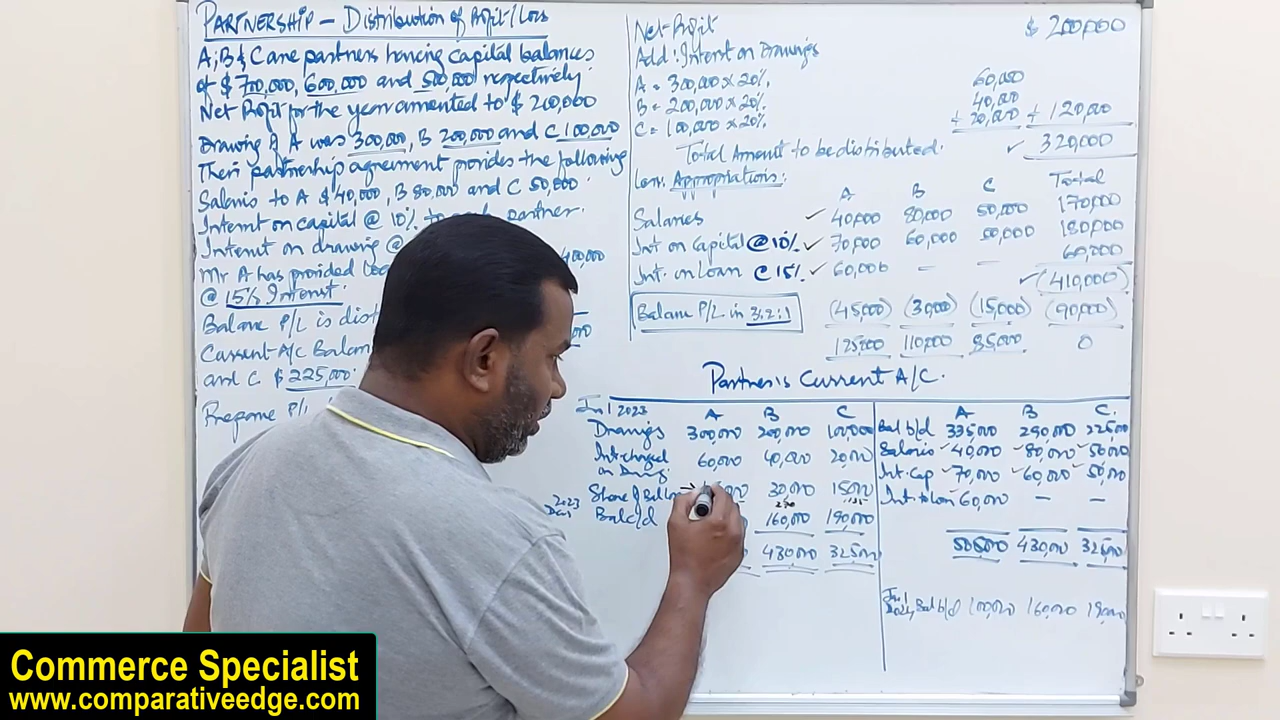 PARTNERSHIP - Distribution of Profit/Loss
A, B & C are partners having capital balances
of $ 700,000, 600,000 and 500,000 repectively.
Net Profit for the year amounted to $ 200,000
Drawing of A was 300,000, B 200,000 and C 100,000
Their partnership agreement provides the following
Salaries to A $ 40,000, B 80,000 and C 50,000
Interest on capital @ 10% to each partner.
Interest on drawing @
Mr A has provided 400,000
@ 15% Interest.
Balance P/L is dist
Current A/C Balan
and C. $ 225,000.
Prepare P/L
Net Profit $ 200,000
Add: Interest on Drawings
A = 300,000 x 20%. 60,000
B = 200,000 x 20%. 40,000
C = 100,000 x 20%. + 20,000 + 120,000
Total Amount to be distributed. ✓ 320,000
Less: Appropriations:
A B C Total
Salaries ✓ 40,000 80,000 50,000 170,000
Int on Capital @ 10% ✓ 70,000 60,000 50,000 180,000
Int. on Loan @ 15% ✓ 60,000 - - 60,000
✓ (410,000)
Balance P/L in 3:2:1 (45,000) (30,000) (15,000) (90,000)
125,000 110,000 85,000 0
Partner's Current A/C.
Jan 1 2023 A B C A B C.
Drawings 300,000 200,000 100,000 Bal b/d 335,000 290,000 225,000
Int charged 60,000 40,000 20,000 Salaries ✓ 40,000 ✓ 80,000 ✓ 50,000
on Drawing Int. Cap ✓ 70,000 ✓ 60,000 ✓ 50,000
Share of Bal Loss 30,000 15,000 Int to loan 60,000 - -
2023
Dec 31 Bal c/d 160,000 190,000
430,000 325,000 505,000 430,000 325,000
Jan 1
2024 Bal b/d 100,000 160,000 190,000
Commerce Specialist
www.comparativeedge.com